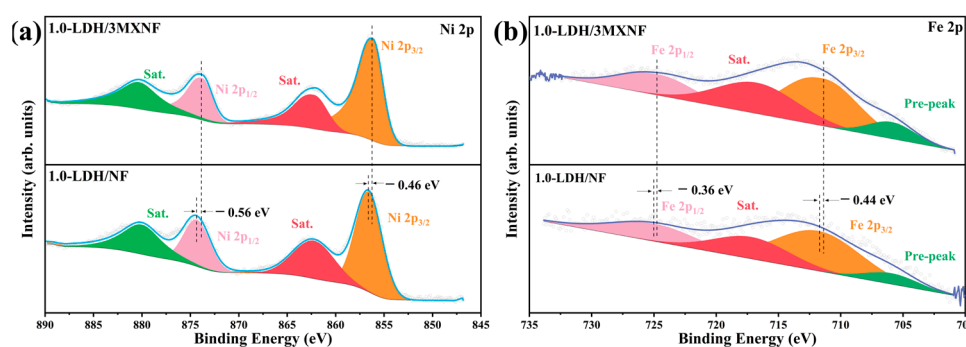 (a)
1.0-LDH/3MXNF
Ni 2p
Ni 2p3/2
Sat.
Ni 2p1/2
Sat.
1.0-LDH/NF
0.46 eV
0.56 eV
Sat.
Ni 2p1/2
Sat.
Ni 2p3/2
890 885 880 875 870 865 860 855 850 845
Binding Energy (eV)
Intensity (arb. units)
(b)
1.0-LDH/3MXNF
Fe 2p
Fe 2p1/2
Sat.
Fe 2p3/2
Pre-peak
1.0-LDH/NF
0.36 eV
0.44 eV
Fe 2p1/2
Sat.
Fe 2p3/2
Pre-peak
735 730 725 720 715 710 705 70
Binding Energy (eV)
Intensity (arb. units)